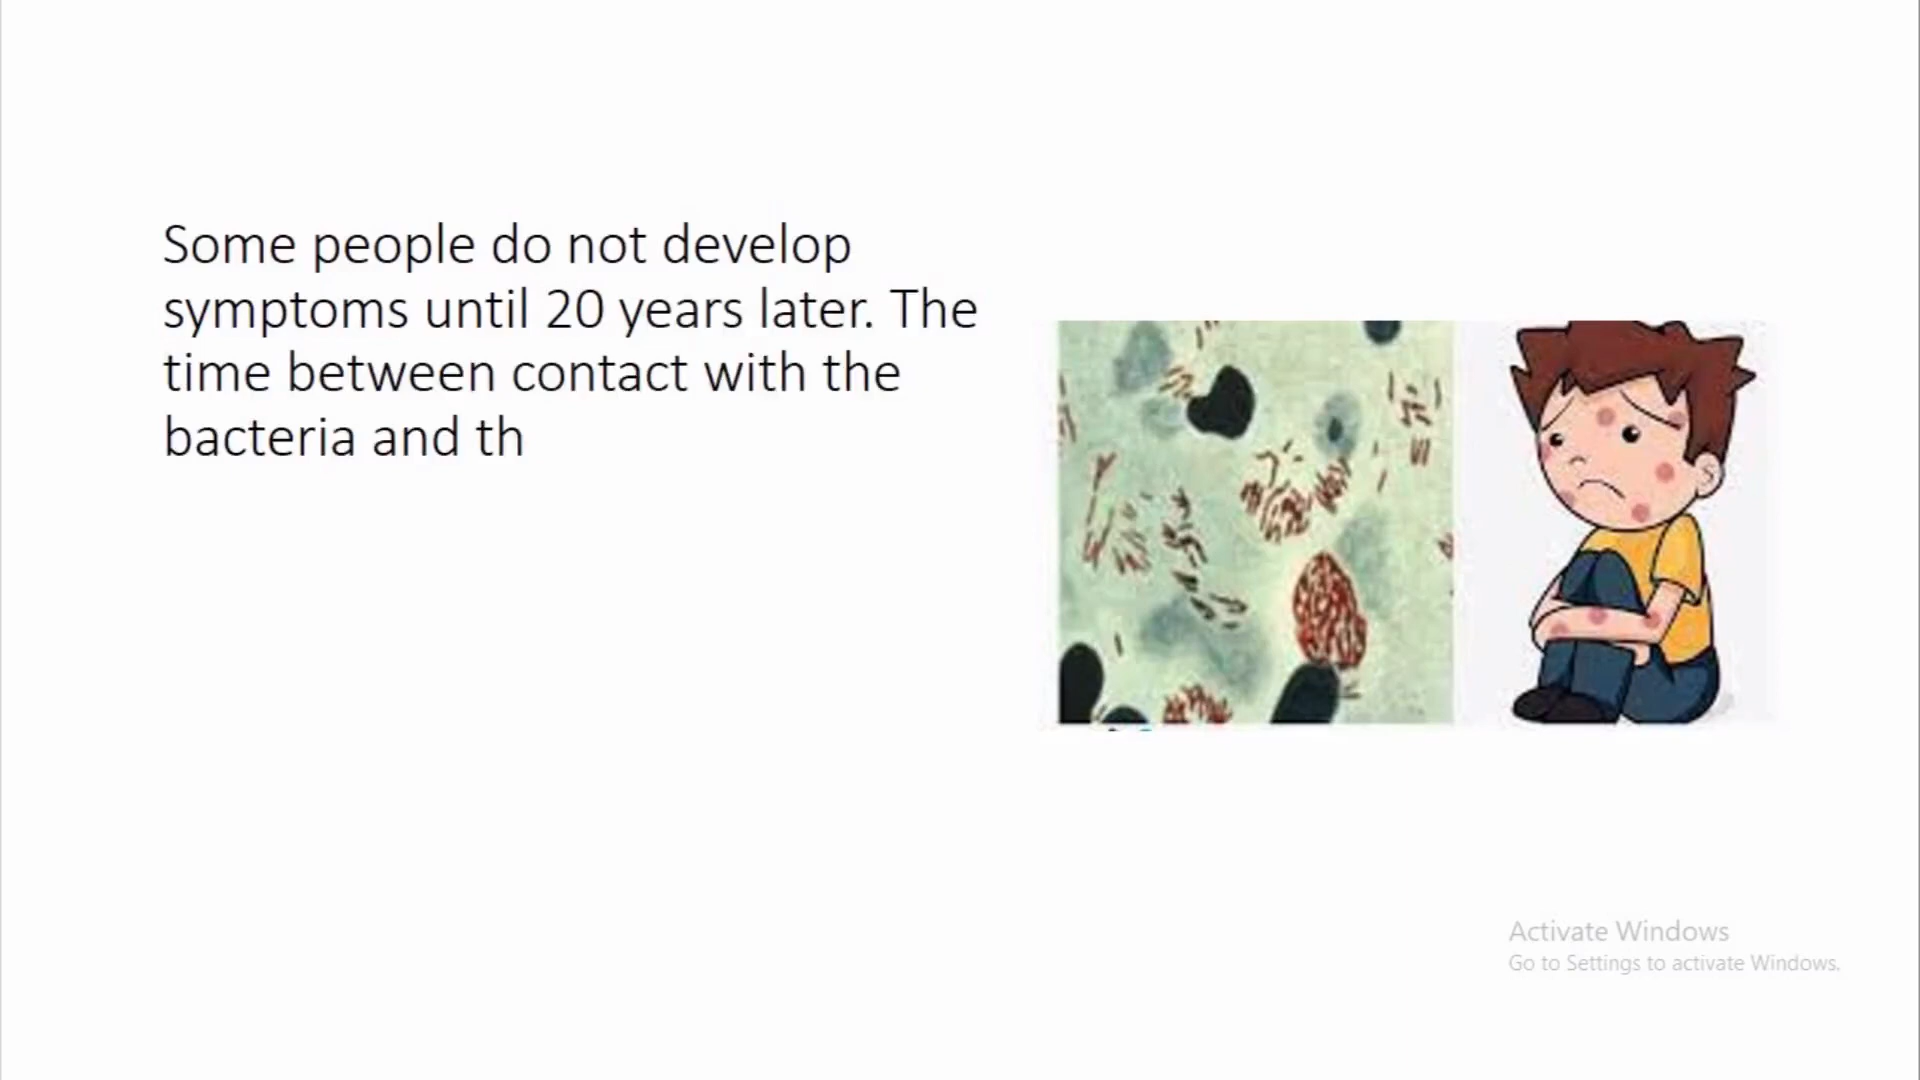 Some people do not develop
symptoms until 20 years later. The
time between contact with the
bacteria and th
Activate Windows
Go to Settings to activate Windows.